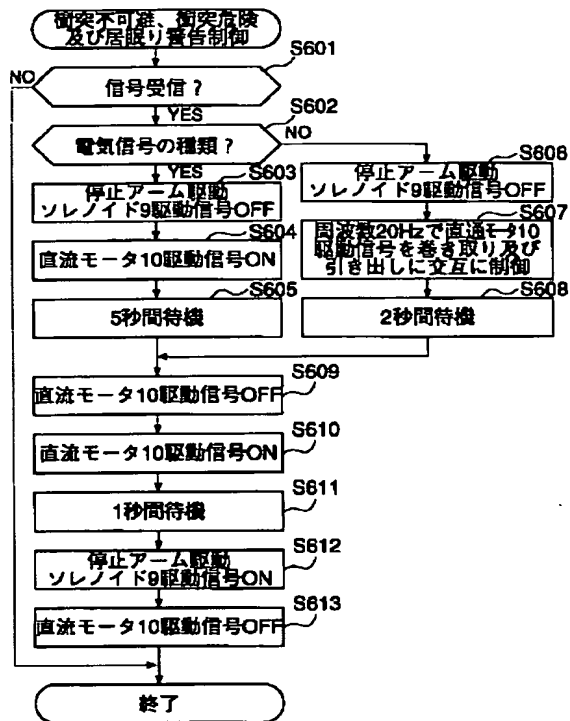 衝突不可避、衝突危険
及び居眠り警告制御
S601
NO
信号受信？
YES
S602
電気信号の種類？
NO
YES
S603
停止アーム駆動
ソレノイド9駆動信号OFF
S604
直流モータ10駆動信号ON
S605
5秒間待機
S606
停止アーム駆動
ソレノイド9駆動信号OFF
S607
周波数20Hzで直流ﾓｰﾀ10
駆動信号を巻き取り及び
引き出しに交互に制御
S608
2秒間待機
S609
直流モータ10駆動信号OFF
S610
直流モータ10駆動信号ON
S611
1秒間待機
S612
停止アーム駆動
ソレノイド9駆動信号ON
S613
直流モータ10駆動信号OFF
終了